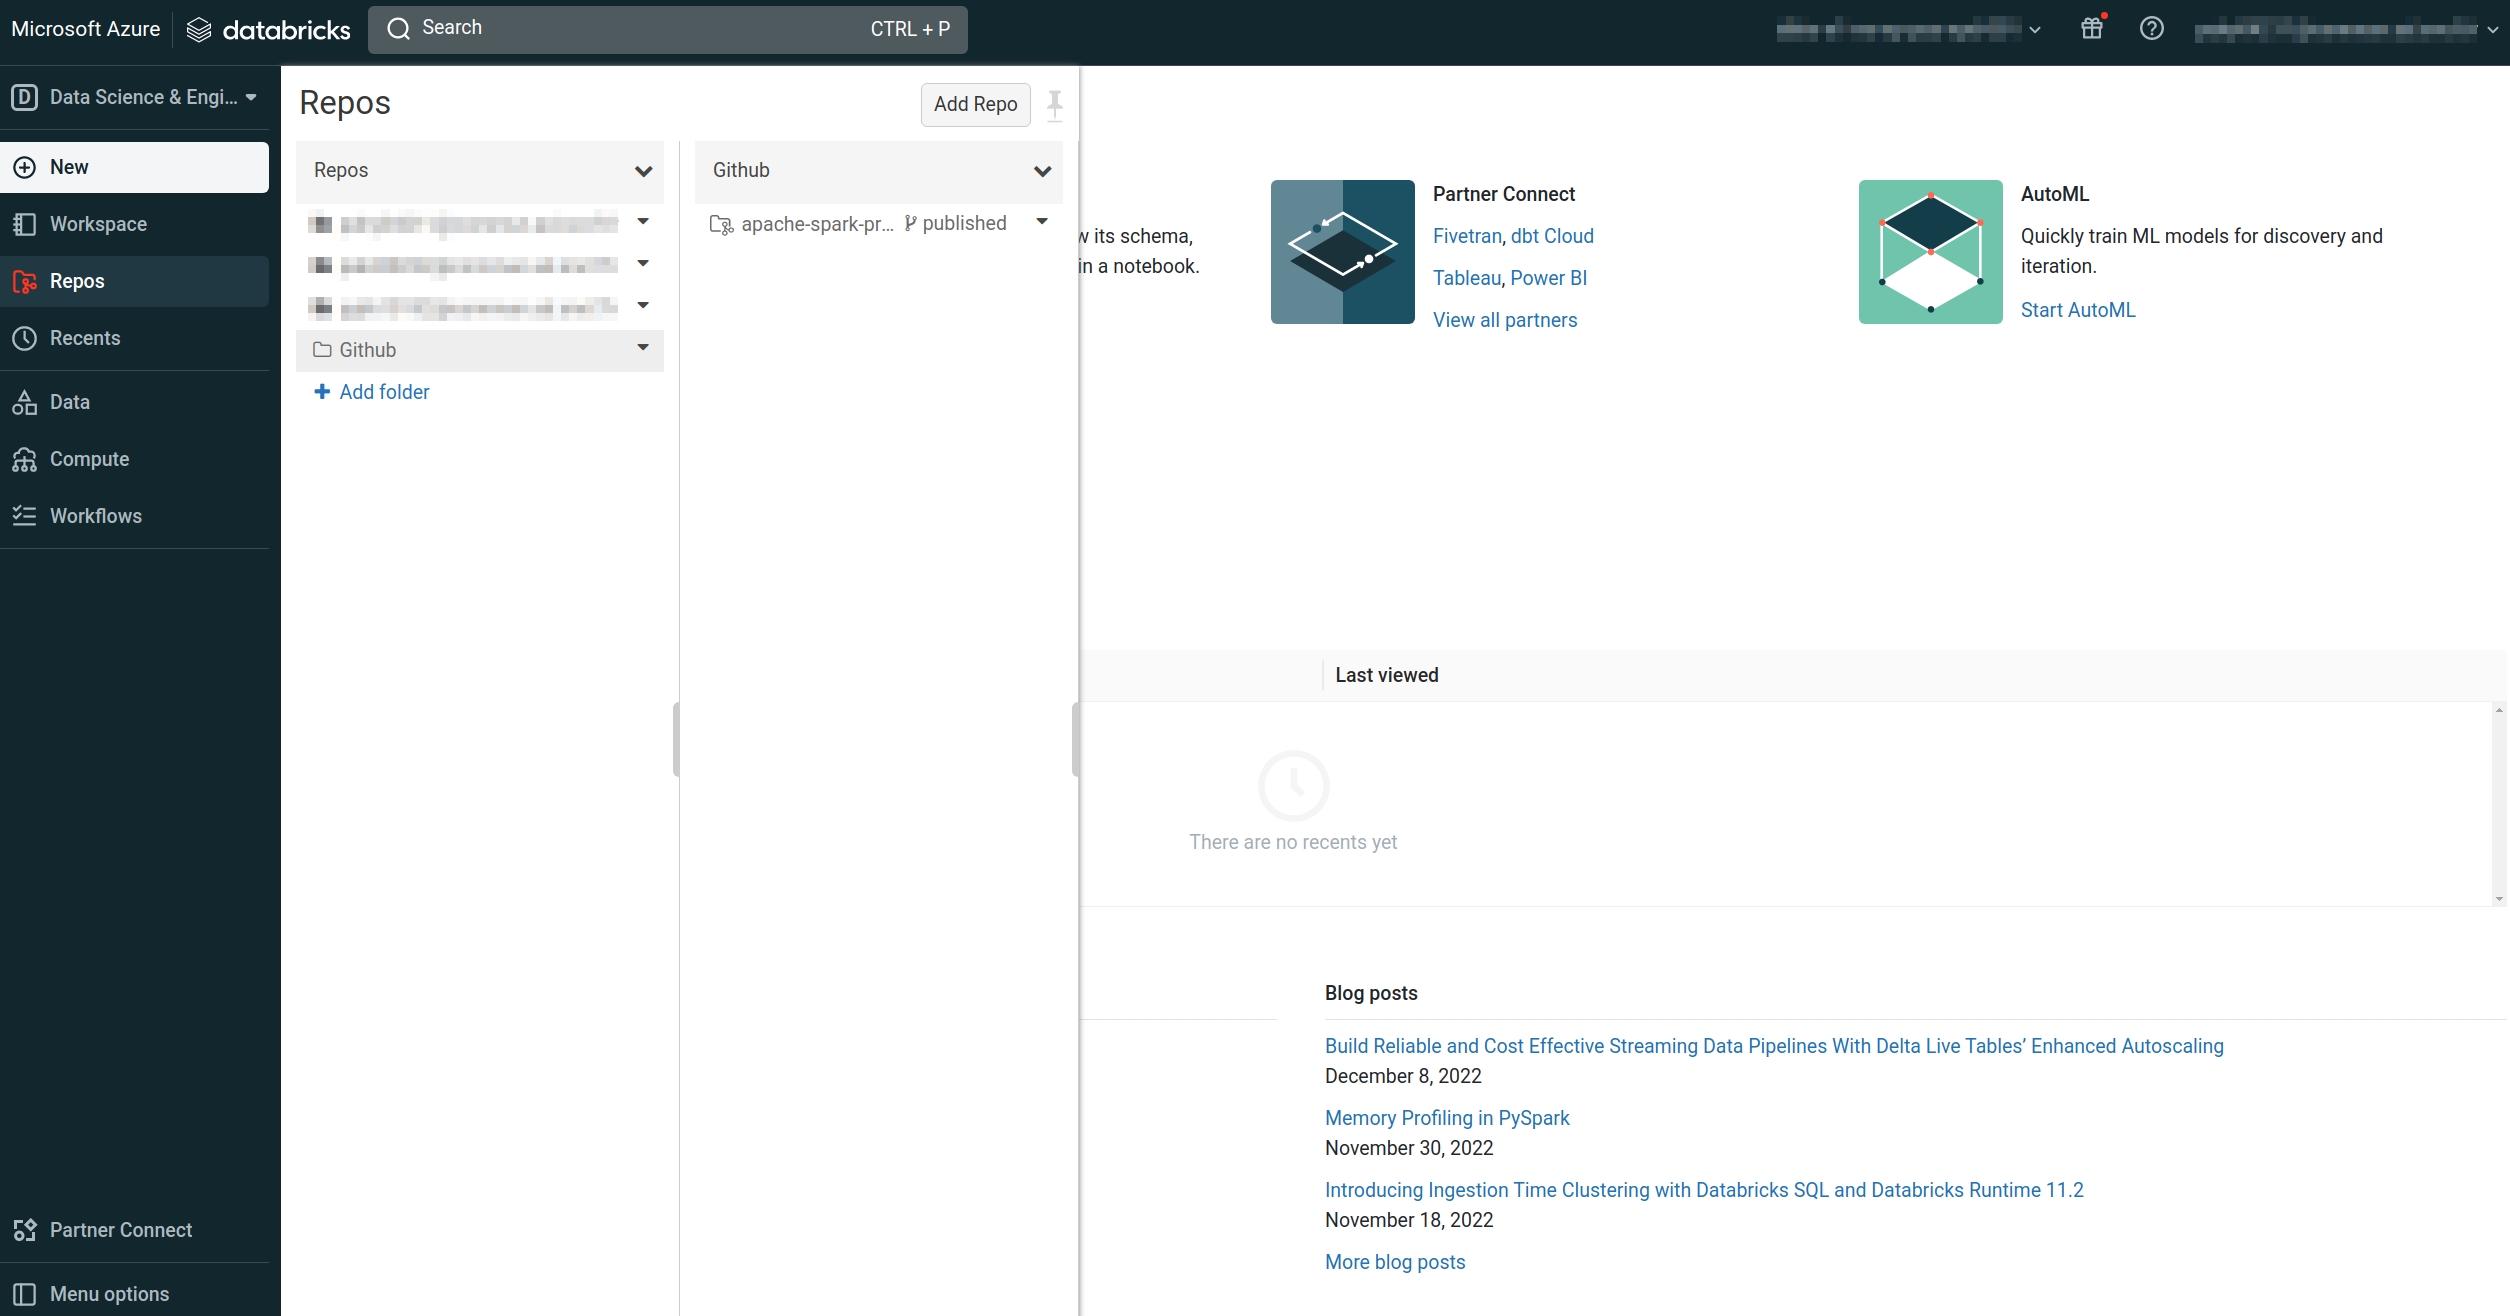 Microsoft Azure
databricks
Search
CTRL + P
D
Data Science & Engi...
New
Workspace
Repos
Recents
Data
Compute
Workflows
Partner Connect
Menu options
Repos
Add Repo
Repos
Github
Add folder
Github
apache-spark-pr...
published
its schema,
in a notebook.
Partner Connect
Fivetran, dbt Cloud
Tableau, Power BI
View all partners
AutoML
Quickly train ML models for discovery and
iteration.
Start AutoML
Last viewed
There are no recents yet
Blog posts
Build Reliable and Cost Effective Streaming Data Pipelines With Delta Live Tables’ Enhanced Autoscaling
December 8, 2022
Memory Profiling in PySpark
November 30, 2022
Introducing Ingestion Time Clustering with Databricks SQL and Databricks Runtime 11.2
November 18, 2022
More blog posts